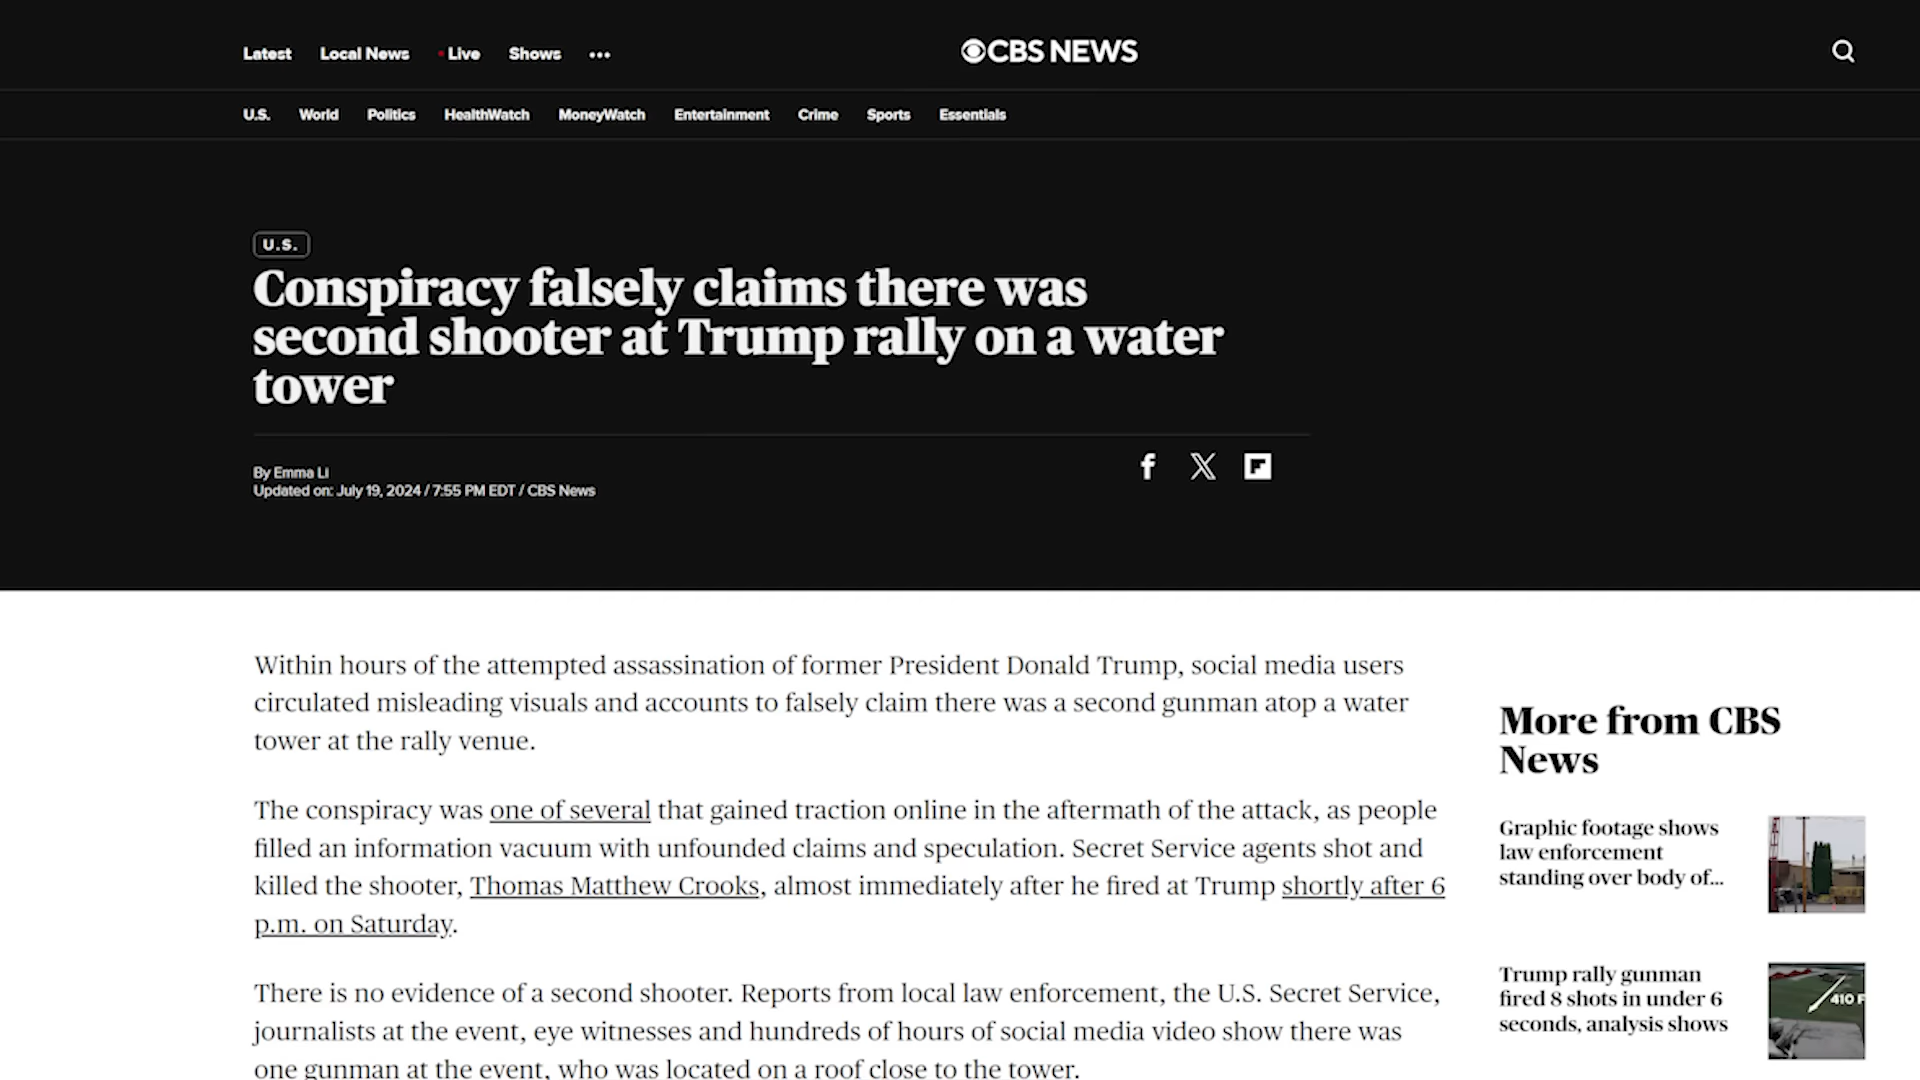 Latest Local News Live Shows
CBS NEWS
U.S. World Politics HealthWatch MoneyWatch Entertainment Crime Sports Essentials
U.S.
Conspiracy falsely claims there was
second shooter at Trump rally on a water
tower
By Emma Li
Updated on: July 19, 2024 / 7:55 PM EDT / CBS News
Within hours of the attempted assassination of former President Donald Trump, social media users
circulated misleading visuals and accounts to falsely claim there was a second gunman atop a water
tower at the rally venue.
The conspiracy was one of several that gained traction online in the aftermath of the attack, as people
filled an information vacuum with unfounded claims and speculation. Secret Service agents shot and
killed the shooter, Thomas Matthew Crooks, almost immediately after he fired at Trump shortly after 6
p.m. on Saturday.
There is no evidence of a second shooter. Reports from local law enforcement, the U.S. Secret Service,
journalists at the event, eye witnesses and hundreds of hours of social media video show there was
one gunman at the event, who was located on a roof close to the tower.
More from CBS
News
Graphic footage shows
law enforcement
standing over body of...
Trump rally gunman
fired 8 shots in under 6
seconds, analysis shows
410 F